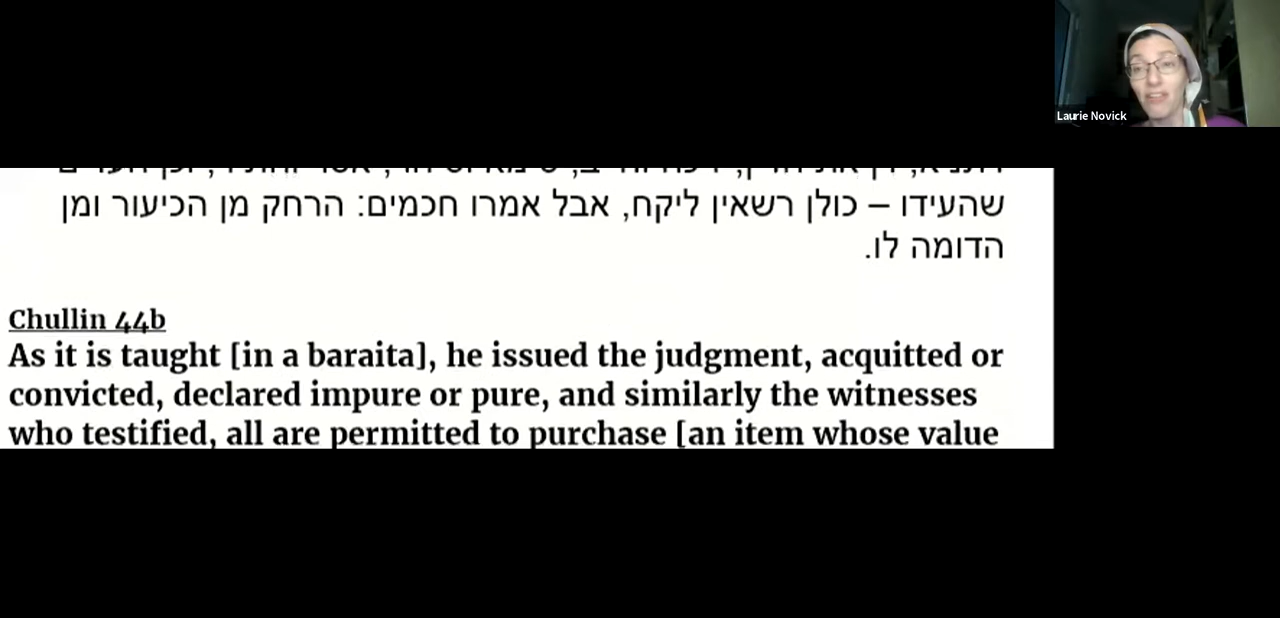 Laurie Novick
שהעידו – כולן רשאין ליקח, אבל אמרו חכמים: הרחק מן הכיעור ומן
הדומה לו.
Chullin 44b
As it is taught [in a baraita], he issued the judgment, acquitted or
convicted, declared impure or pure, and similarly the witnesses
who testified, all are permitted to purchase [an item whose value